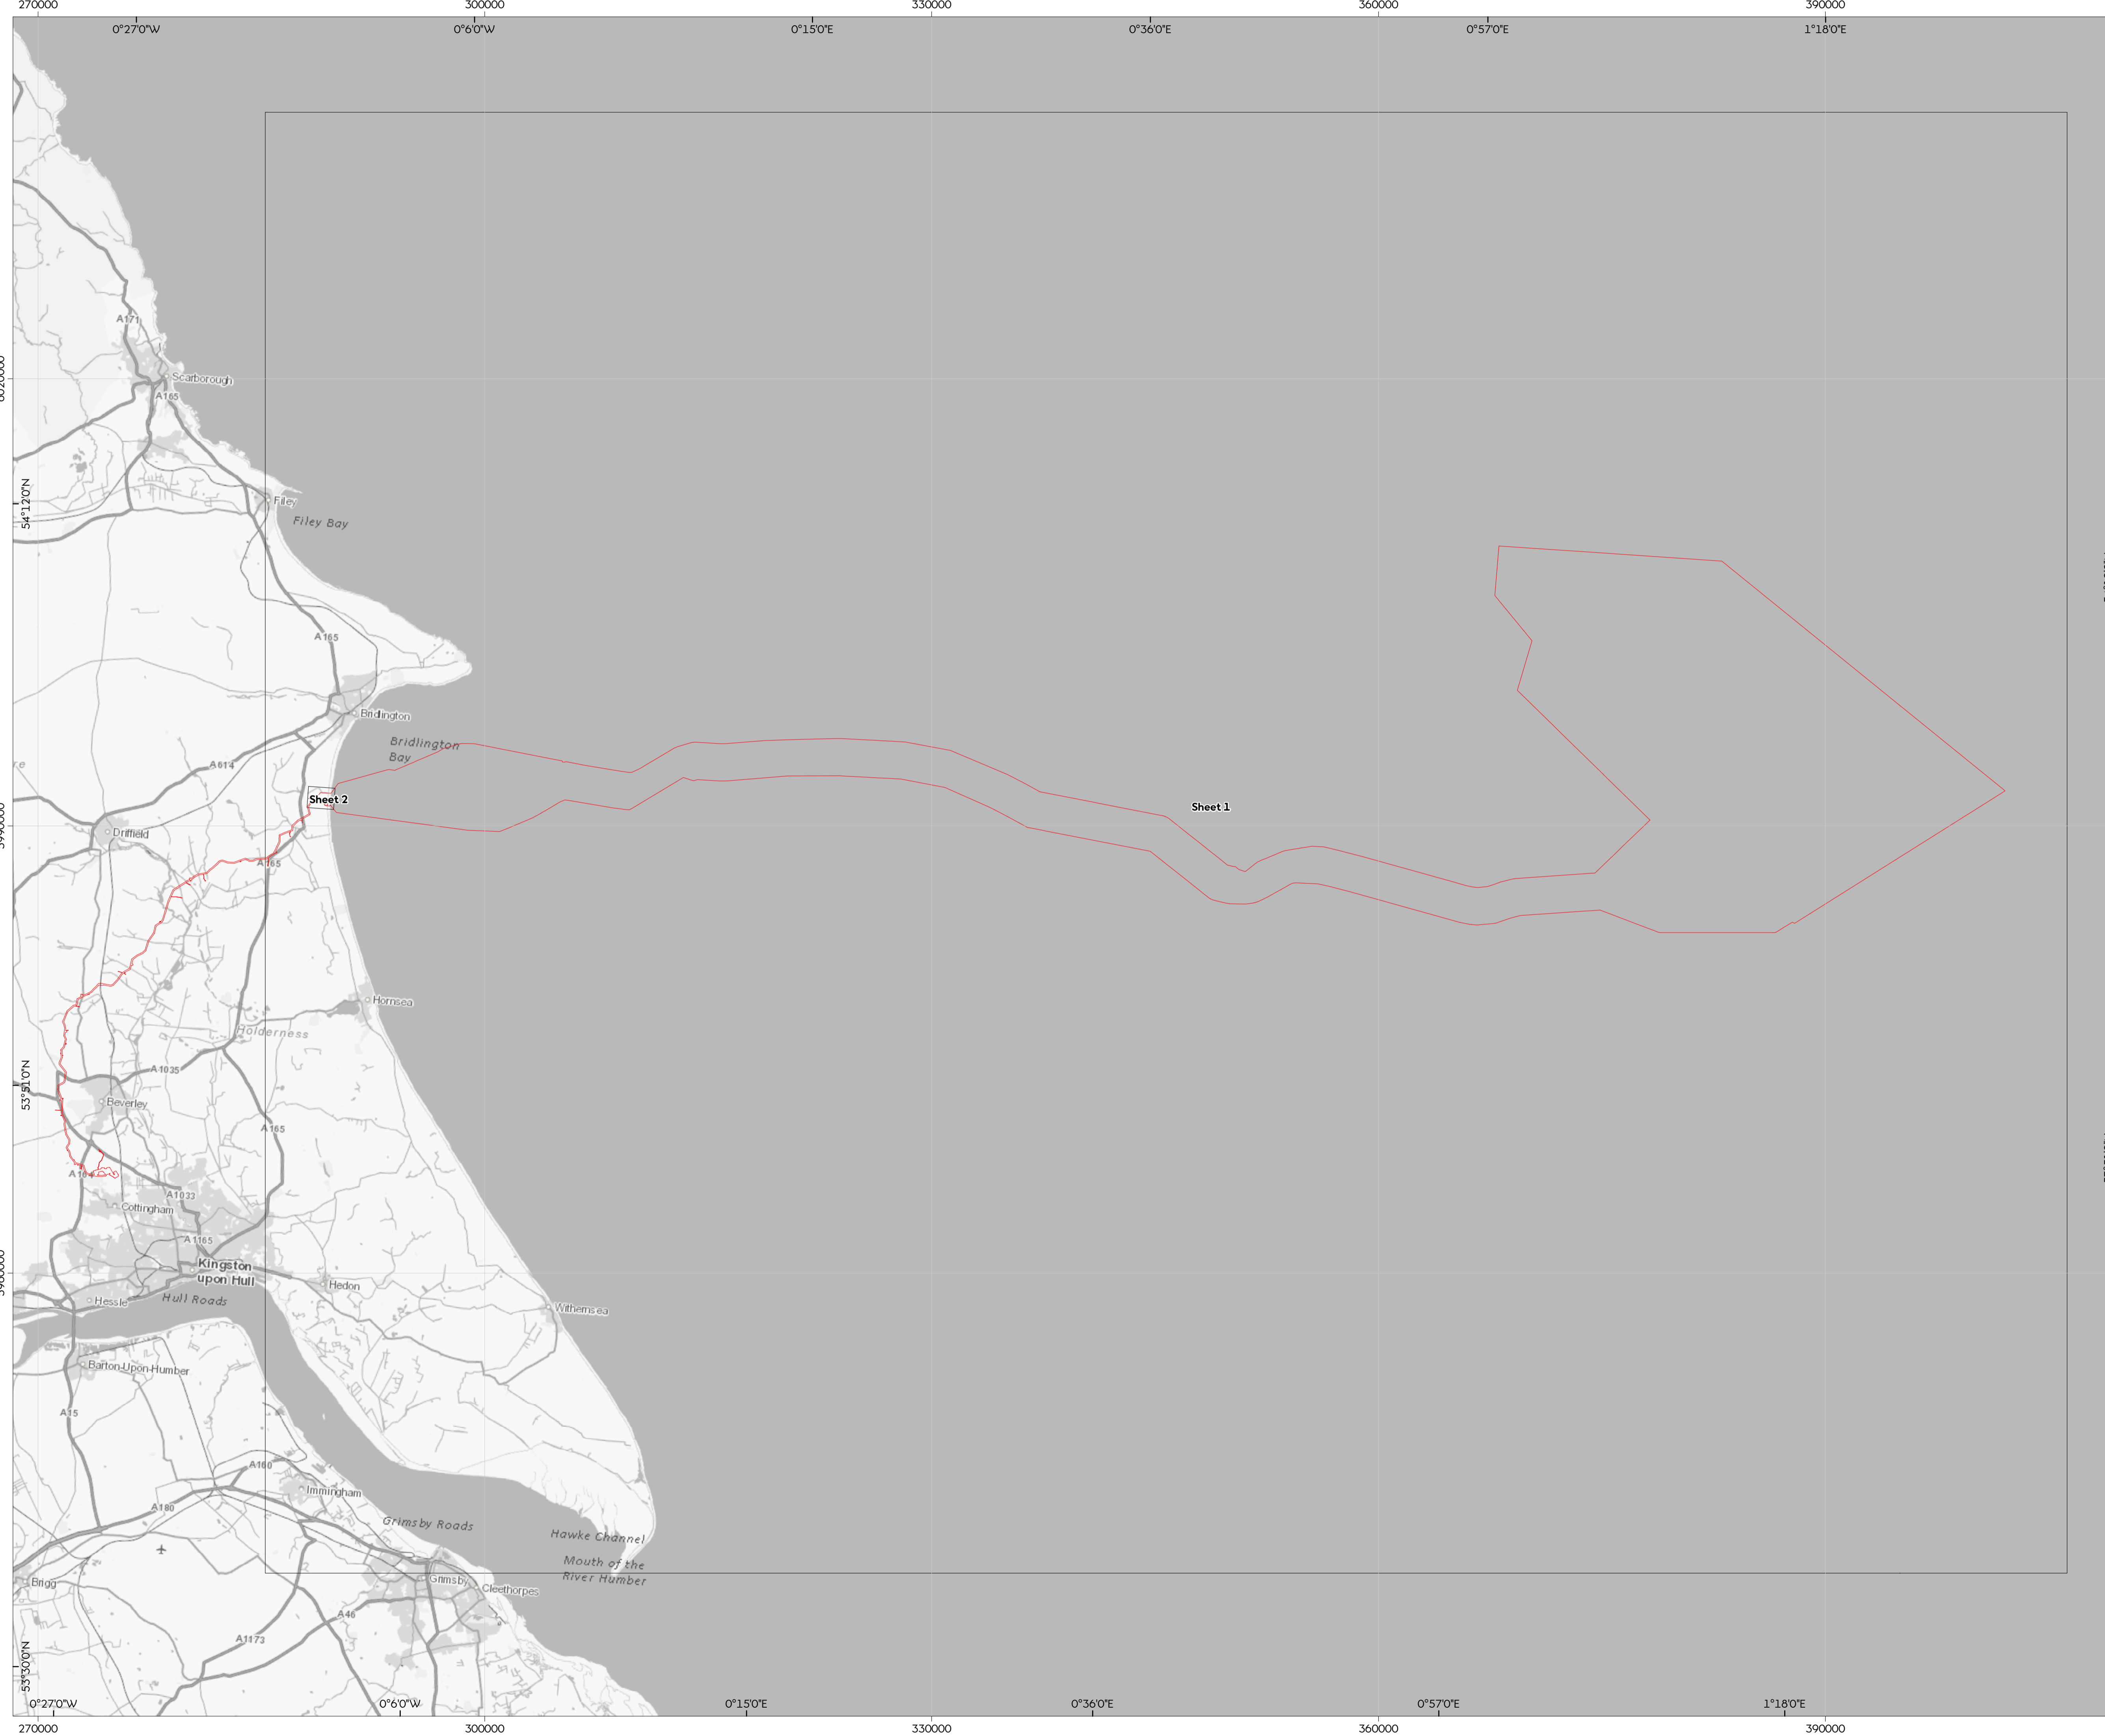 270000 300000 330000 360000 390000
0°27'0"W 0°6'0"W 0°15'0"E 0°36'0"E 0°57'0"E 1°18'0"E
A171
Scarborough
A165
54°12'0"N
Filey
Filey Bay
A165
Bridlington
Bridlington
Bay
re
A614
Sheet 2
Sheet 1
Driffield
A165
Hornsea
Holderness
A1035
53°51'0"N
Beverley
A165
A164
A1033
Cottingham
A1165
Kingston
upon Hull
Hedon
Hessle
Hull Roads
Withernsea
Barton-Upon-Humber
A15
A160
Immingham
A180
Grimsby Roads
Hawke Channel
Mouth of the
River Humber
Brigg
Grimsby
Cleethorpes
A46
A1173
53°30'0"N
0°27'0"W 0°6'0"W 0°15'0"E 0°36'0"E 0°57'0"E 1°18'0"E
270000 300000 330000 360000 390000